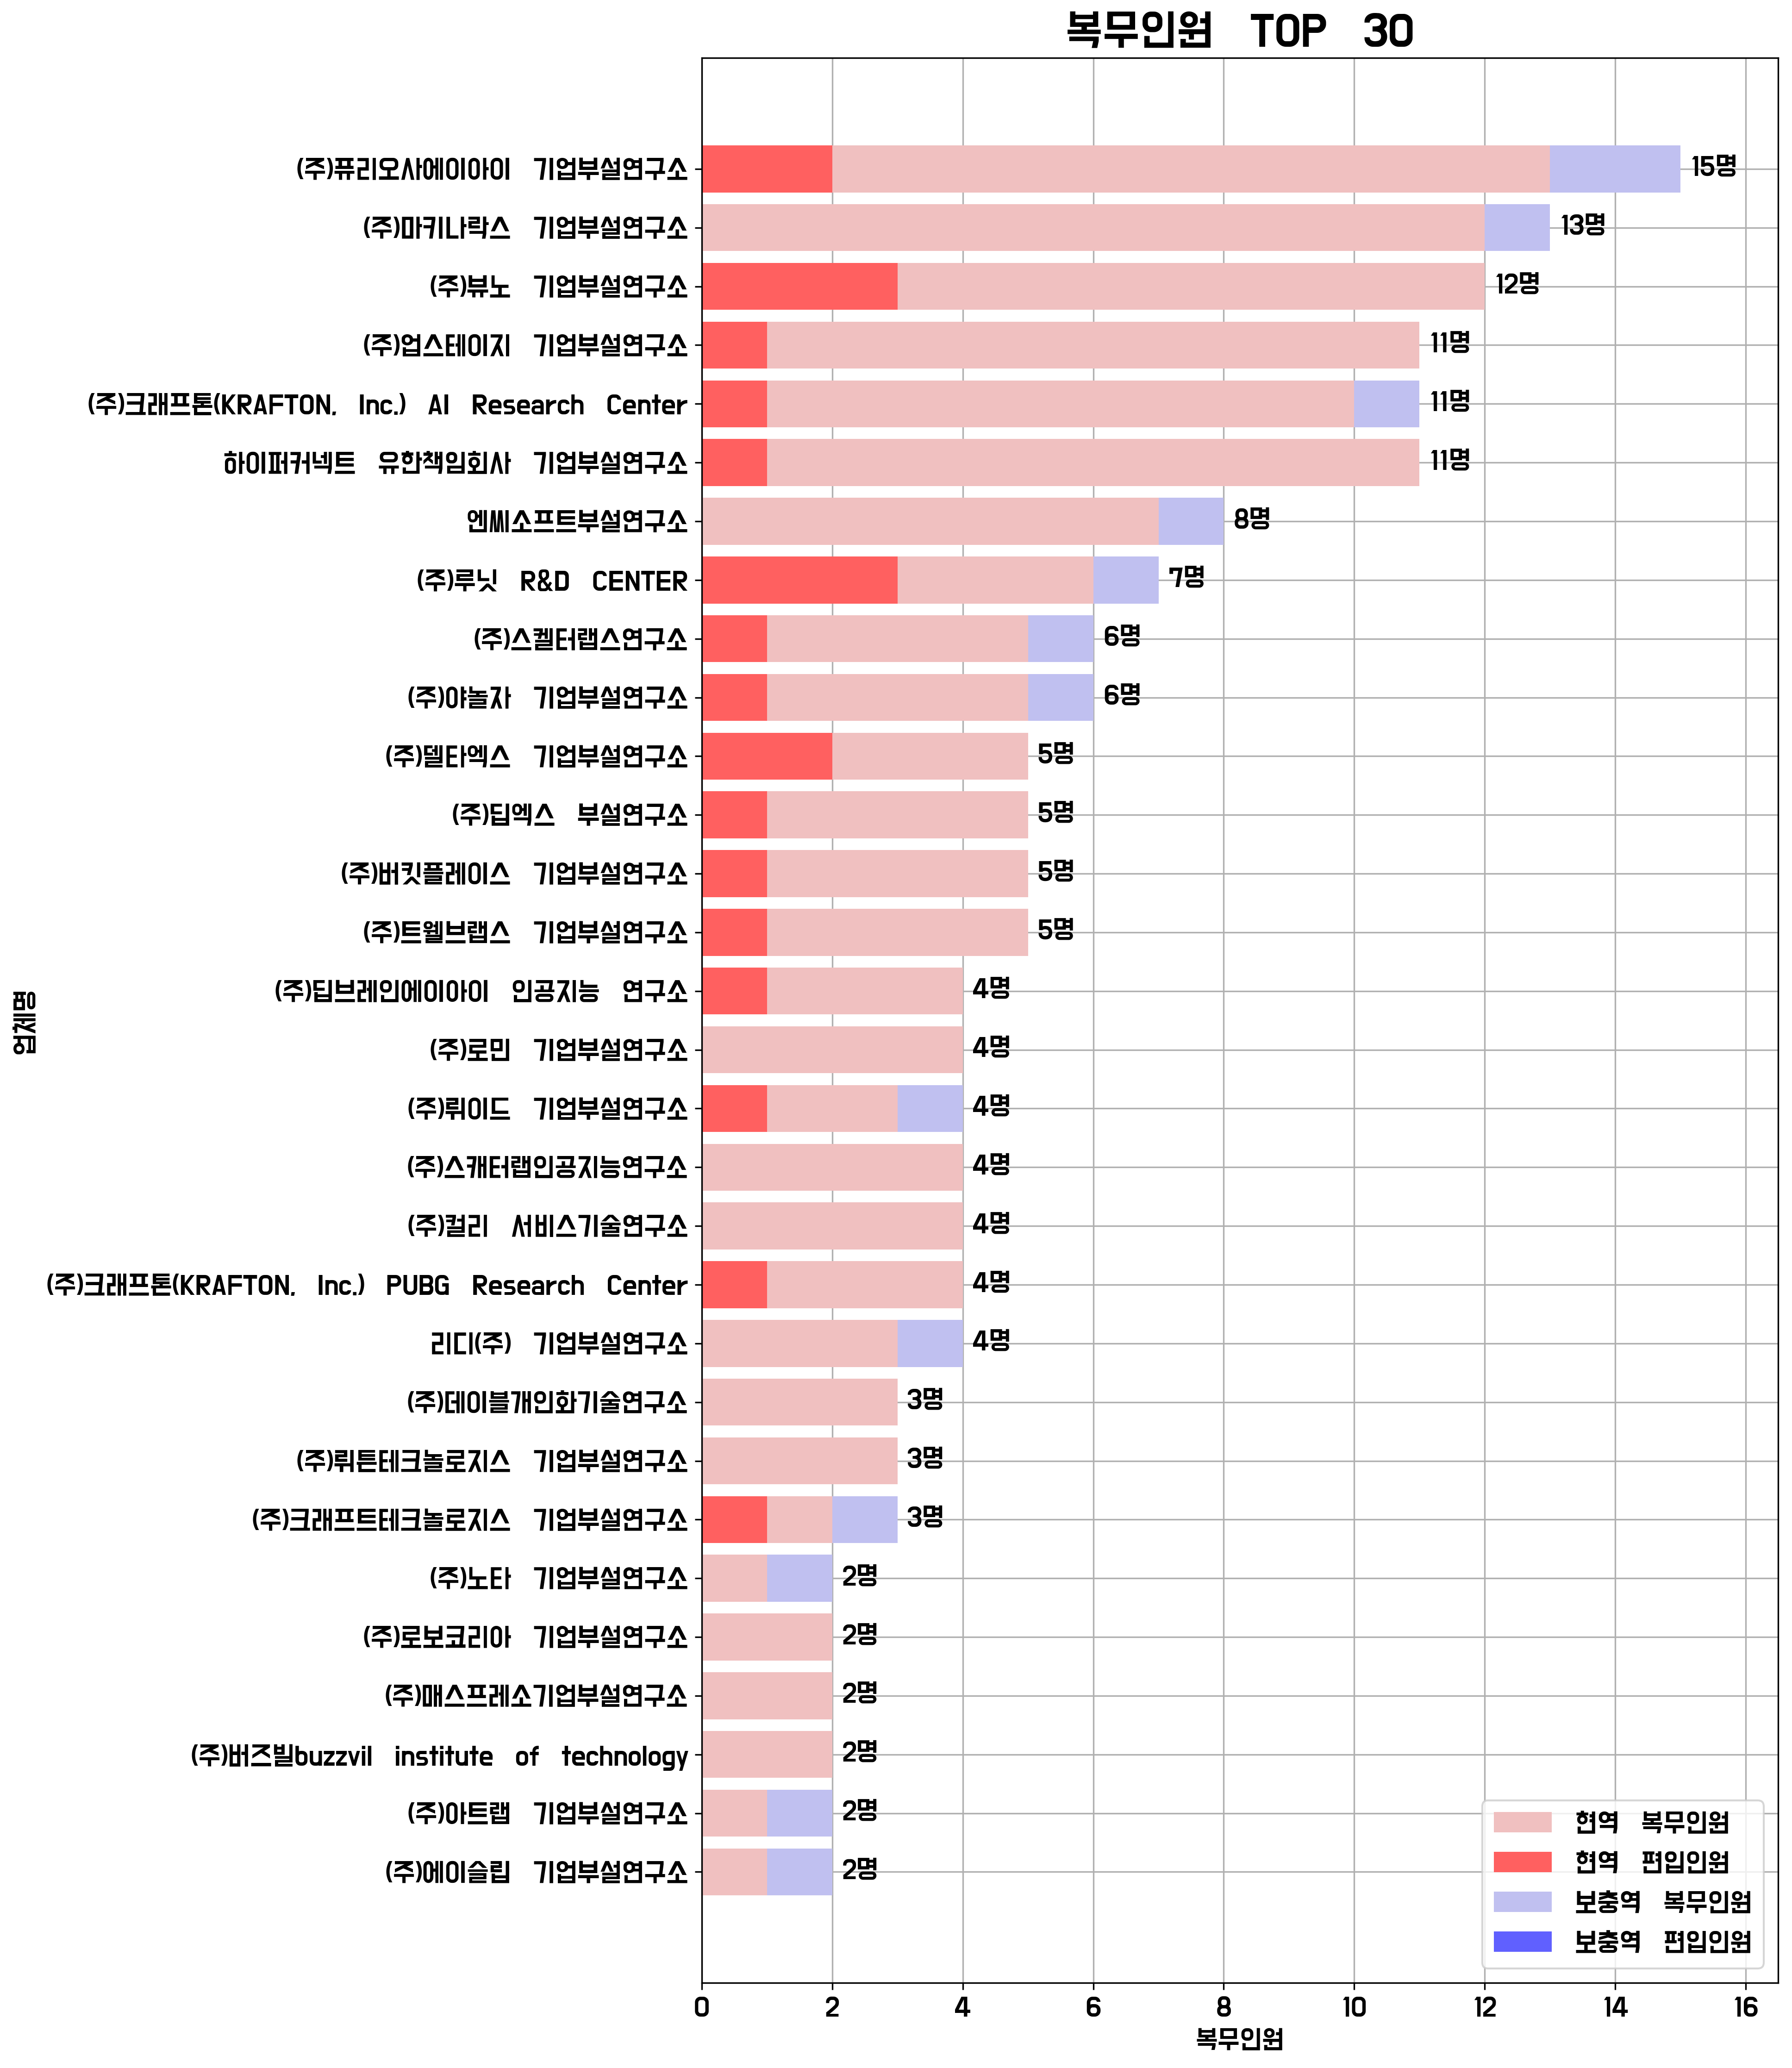 복무인원 TOP 30
(주)퓨리오사에이아이 기업부설연구소 15명
(주)마키나락스 기업부설연구소 13명
(주)뷰노 기업부설연구소 12명
(주)업스테이지 기업부설연구소 11명
(주)크래프톤(KRAFTON, Inc.) AI Research Center 11명
하이퍼커넥트 유한책임회사 기업부설연구소 11명
엔씨소프트부설연구소 8명
(주)루닛 R&D CENTER 7명
(주)스켈터랩스연구소 6명
(주)야놀자 기업부설연구소 6명
(주)델타엑스 기업부설연구소 5명
(주)딥엑스 부설연구소 5명
(주)버킷플레이스 기업부설연구소 5명
(주)트웰브랩스 기업부설연구소 5명
(주)딥브레인에이아이 인공지능 연구소 4명
(주)로민 기업부설연구소 4명
(주)뤼이드 기업부설연구소 4명
(주)스캐터랩인공지능연구소 4명
(주)컬리 서비스기술연구소 4명
(주)크래프톤(KRAFTON, Inc.) PUBG Research Center 4명
리디(주) 기업부설연구소 4명
(주)데이블개인화기술연구소 3명
(주)뤼튼테크놀로지스 기업부설연구소 3명
(주)크래프트테크놀로지스 기업부설연구소 3명
(주)노타 기업부설연구소 2명
(주)로보코리아 기업부설연구소 2명
(주)매스프레소기업부설연구소 2명
(주)버즈빌buzzvil institute of technology 2명
(주)아트랩 기업부설연구소 2명
(주)에이슬립 기업부설연구소 2명
업체명
현역 복무인원
현역 편입인원
보충역 복무인원
보충역 편입인원
0 2 4 6 8 10 12 14 16
복무인원